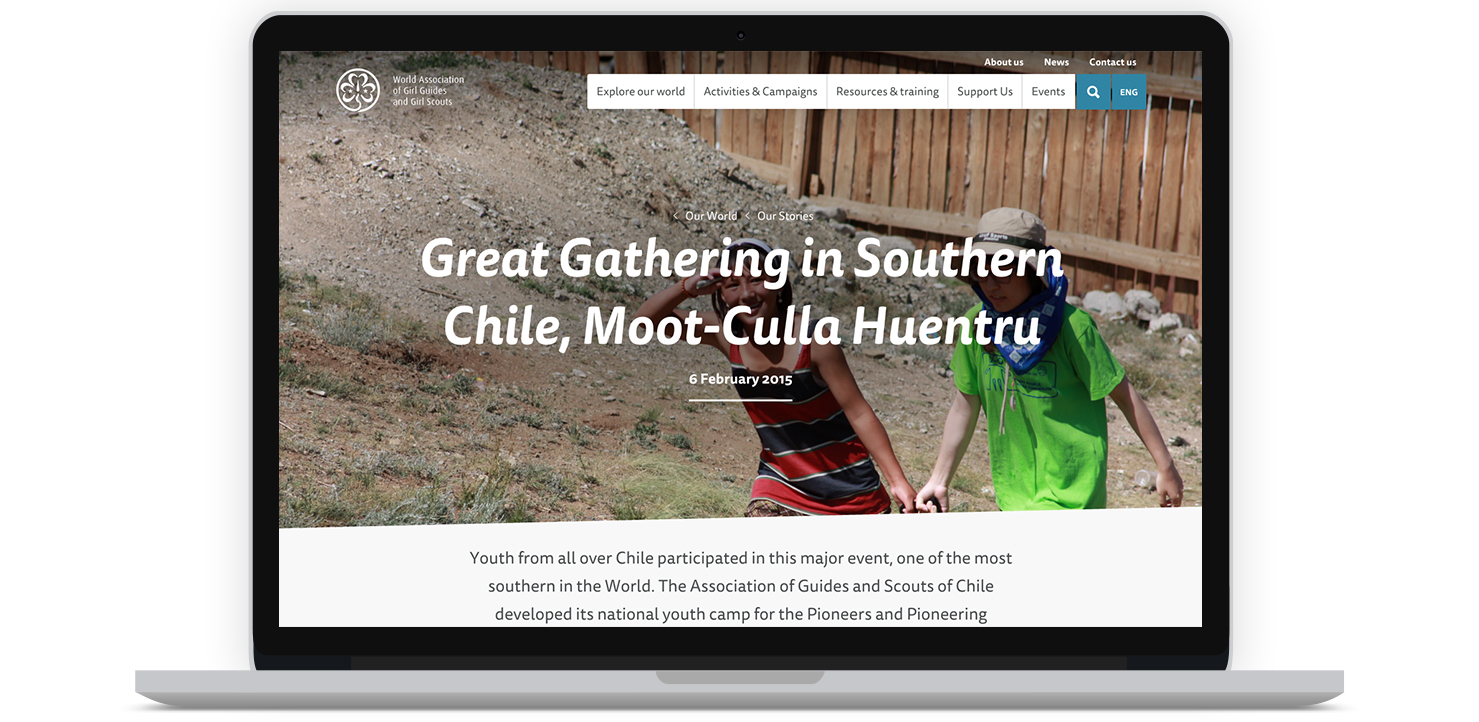 About us News Contact us
World Association
of Girl Guides
and Girl Scouts
Explore our world Activities & Campaigns Resources & training Support Us Events ENG
< Our World < Our Stories
Great Gathering in Southern
Chile, Moot-Culla Huentru
6 February 2015
Youth from all over Chile participated in this major event, one of the most
southern in the World. The Association of Guides and Scouts of Chile
developed its national youth camp for the Pioneers and Pioneering